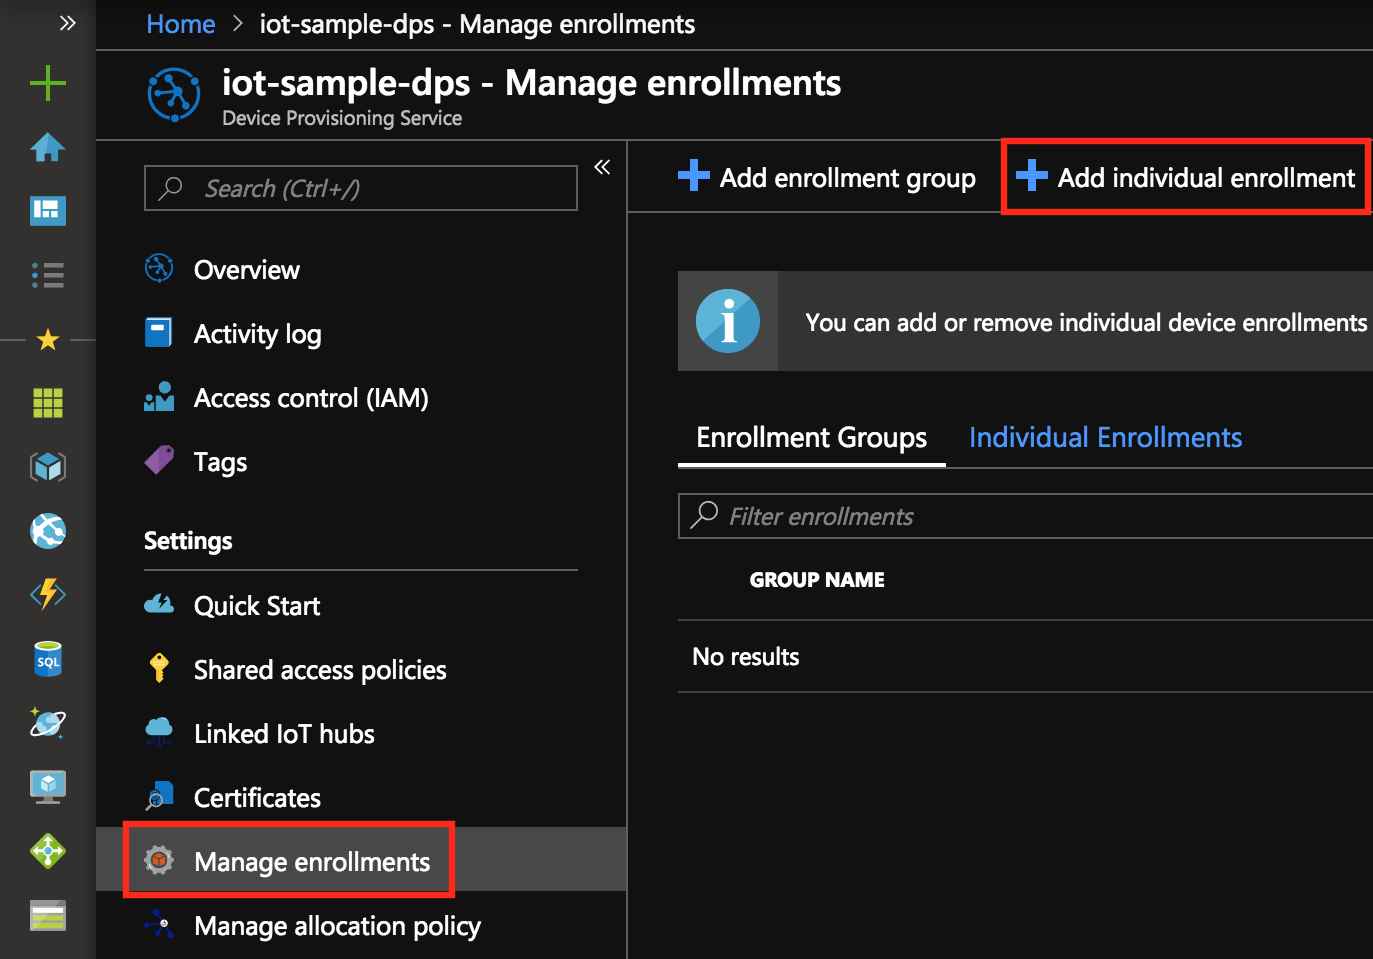 Home > iot-sample-dps - Manage enrollments
iot-sample-dps - Manage enrollments
Device Provisioning Service
Search (Ctrl+/)
Overview
Activity log
Access control (IAM)
Tags
Settings
Quick Start
Shared access policies
Linked IoT hubs
Certificates
Manage enrollments
Manage allocation policy
SQL
Add enrollment group
Add individual enrollment
You can add or remove individual device enrollments
Enrollment Groups
Individual Enrollments
Filter enrollments
GROUP NAME
No results